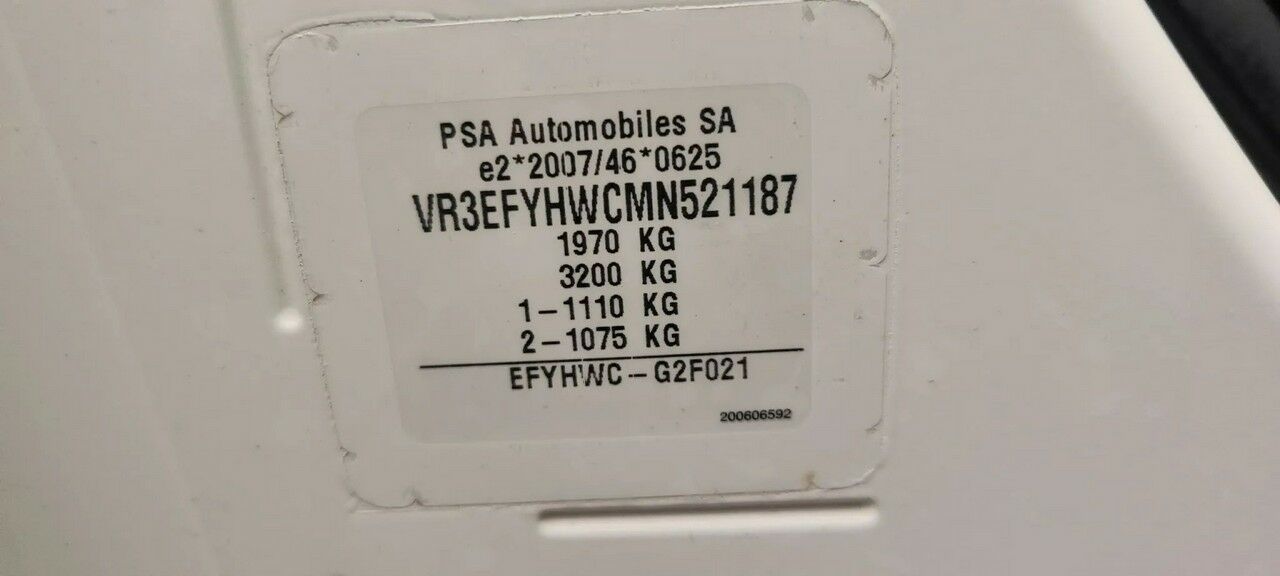 PSA Automobiles SA
e2*2007/46*0625
VR3EFYHWCMN521187
1970 KG
3200 KG
1-1110 KG
2-1075 KG
EFYHWC-G2F021
200606592